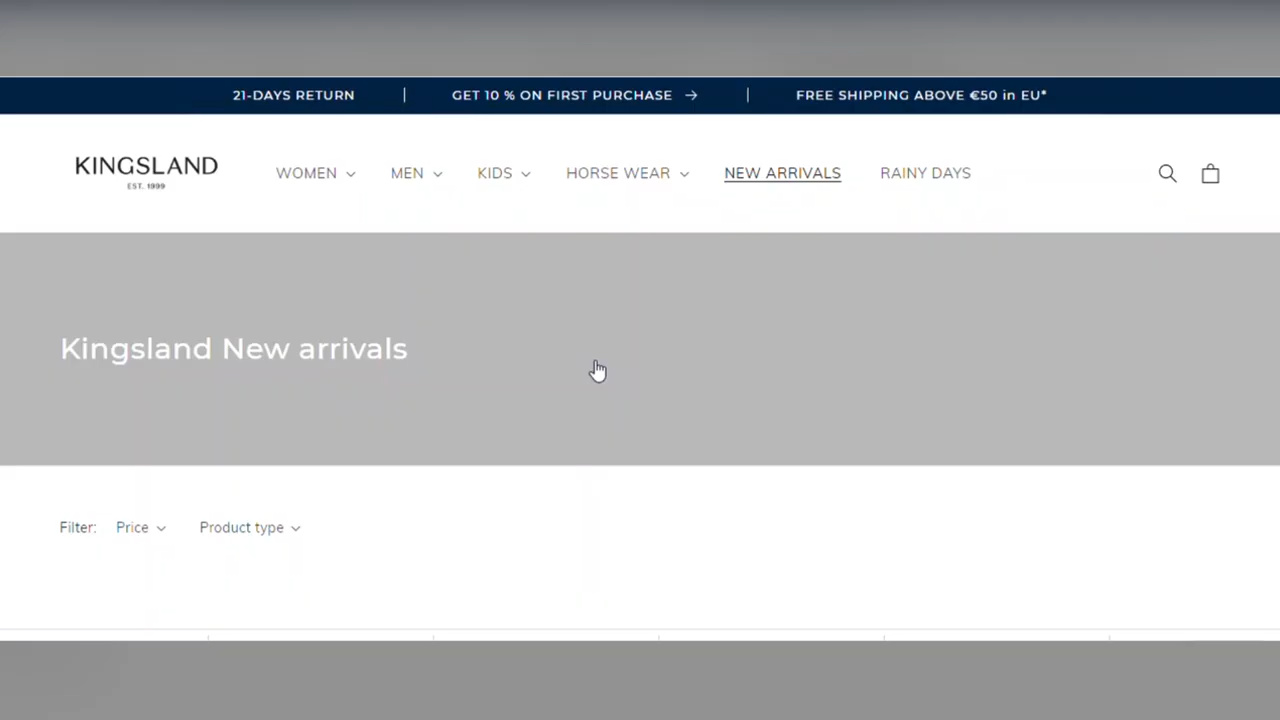 21-DAYS RETURN | GET 10 % ON FIRST PURCHASE → | FREE SHIPPING ABOVE €50 in EU*
KINGSLAND
EST. 1999
WOMEN MEN KIDS HORSE WEAR NEW ARRIVALS RAINY DAYS
Kingsland New arrivals
Filter: Price Product type